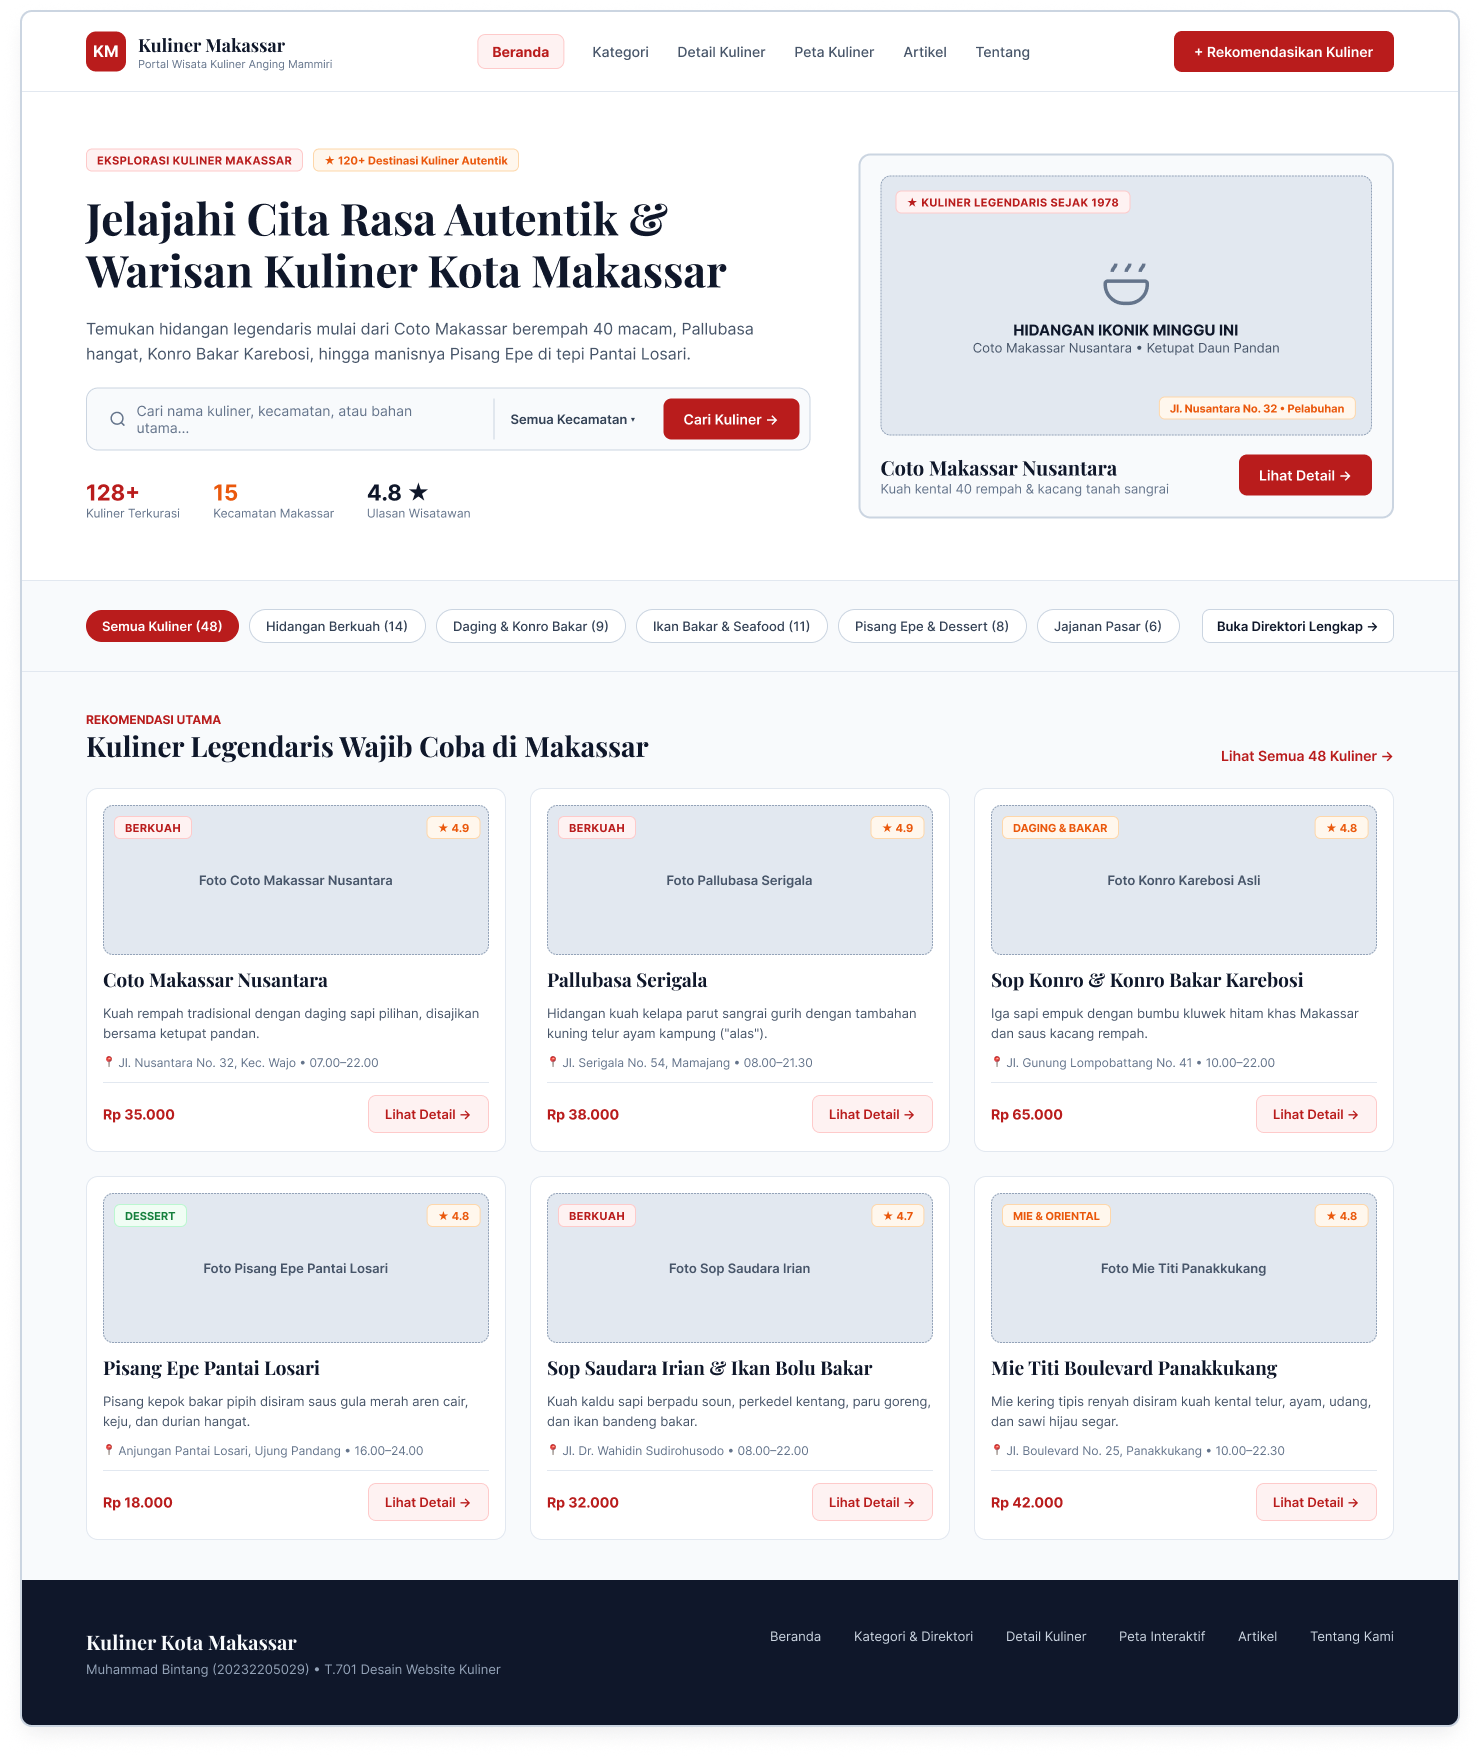 KM
Kuliner Makassar
Portal Wisata Kuliner Anging Mammiri
Beranda
Kategori
Detail Kuliner
Peta Kuliner
Artikel
Tentang
+ Rekomendasikan Kuliner
EKSPLORASI KULINER MAKASSAR
★ 120+ Destinasi Kuliner Autentik
Jelajahi Cita Rasa Autentik &
Warisan Kuliner Kota Makassar
Temukan hidangan legendaris mulai dari Coto Makassar berempah 40 macam, Pallubasa
hangat, Konro Bakar Karebosi, hingga manisnya Pisang Epe di tepi Pantai Losari.
Cari nama kuliner, kecamatan, atau bahan
utama...
Semua Kecamatan ▾
Cari Kuliner →
128+
Kuliner Terkurasi
15
Kecamatan Makassar
4.8 ★
Ulasan Wisatawan
★ KULINER LEGENDARIS SEJAK 1978
HIDANGAN IKONIK MINGGU INI
Coto Makassar Nusantara • Ketupat Daun Pandan
Jl. Nusantara No. 32 • Pelabuhan
Coto Makassar Nusantara
Kuah kental 40 rempah & kacang tanah sangrai
Lihat Detail →
Semua Kuliner (48)
Hidangan Berkuah (14)
Daging & Konro Bakar (9)
Ikan Bakar & Seafood (11)
Pisang Epe & Dessert (8)
Jajanan Pasar (6)
Buka Direktori Lengkap →
REKOMENDASI UTAMA
Kuliner Legendaris Wajib Coba di Makassar
Lihat Semua 48 Kuliner →
BERKUAH
★ 4.9
Foto Coto Makassar Nusantara
Coto Makassar Nusantara
Kuah rempah tradisional dengan daging sapi pilihan, disajikan
bersama ketupat pandan.
📍 Jl. Nusantara No. 32, Kec. Wajo • 07.00–22.00
Rp 35.000
Lihat Detail →
BERKUAH
★ 4.9
Foto Pallubasa Serigala
Pallubasa Serigala
Hidangan kuah kelapa parut sangrai gurih dengan tambahan
kuning telur ayam kampung ("alas").
📍 Jl. Serigala No. 54, Mamajang • 08.00–21.30
Rp 38.000
Lihat Detail →
DAGING & BAKAR
★ 4.8
Foto Konro Karebosi Asli
Sop Konro & Konro Bakar Karebosi
Iga sapi empuk dengan bumbu kluwek hitam khas Makassar
dan saus kacang rempah.
📍 Jl. Gunung Lompobattang No. 41 • 10.00–22.00
Rp 65.000
Lihat Detail →
DESSERT
★ 4.8
Foto Pisang Epe Pantai Losari
Pisang Epe Pantai Losari
Pisang kepok bakar pipih disiram saus gula merah aren cair,
keju, dan durian hangat.
📍 Anjungan Pantai Losari, Ujung Pandang • 16.00–24.00
Rp 18.000
Lihat Detail →
BERKUAH
★ 4.7
Foto Sop Saudara Irian
Sop Saudara Irian & Ikan Bolu Bakar
Kuah kaldu sapi berpadu soun, perkedel kentang, paru goreng,
dan ikan bandeng bakar.
📍 Jl. Dr. Wahidin Sudirohusodo • 08.00–22.00
Rp 32.000
Lihat Detail →
MIE & ORIENTAL
★ 4.8
Foto Mie Titi Panakkukang
Mie Titi Boulevard Panakkukang
Mie kering tipis renyah disiram kuah kental telur, ayam, udang,
dan sawi hijau segar.
📍 Jl. Boulevard No. 25, Panakkukang • 10.00–22.30
Rp 42.000
Lihat Detail →
Kuliner Kota Makassar
Muhammad Bintang (20232205029) • T.701 Desain Website Kuliner
Beranda
Kategori & Direktori
Detail Kuliner
Peta Interaktif
Artikel
Tentang Kami